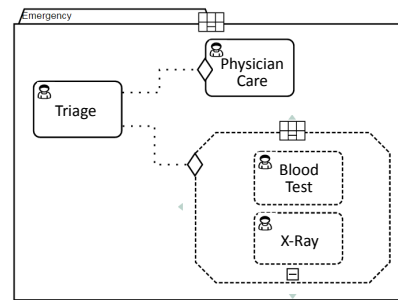 Emergency
Physician
Care
Triage
Blood
Test
X-Ray